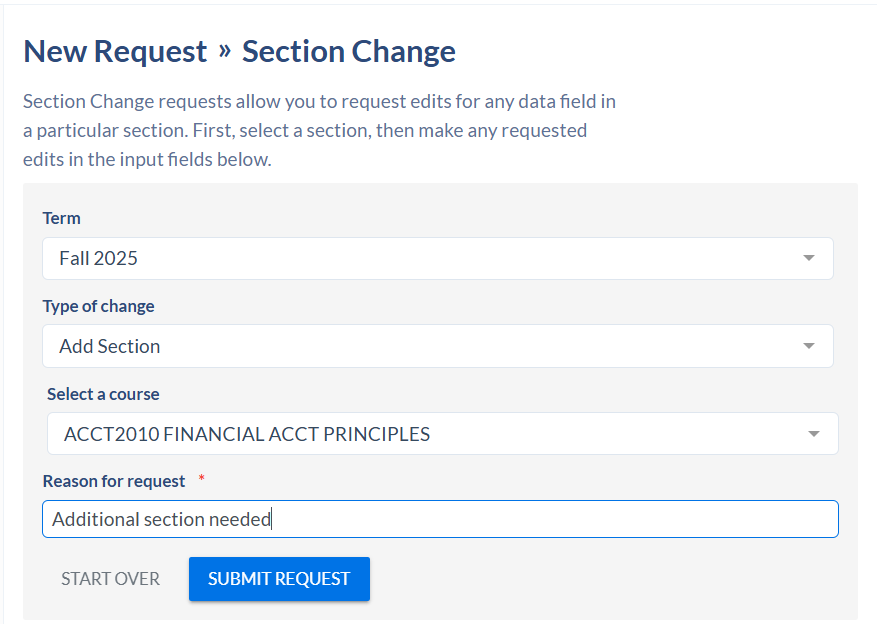 New Request » Section Change
Section Change requests allow you to request edits for any data field in
a particular section. First, select a section, then make any requested
edits in the input fields below.
Term
Fall 2025
Type of change
Add Section
Select a course
ACCT2010 FINANCIAL ACCT PRINCIPLES
Reason for request *
Additional section needed
START OVER SUBMIT REQUEST